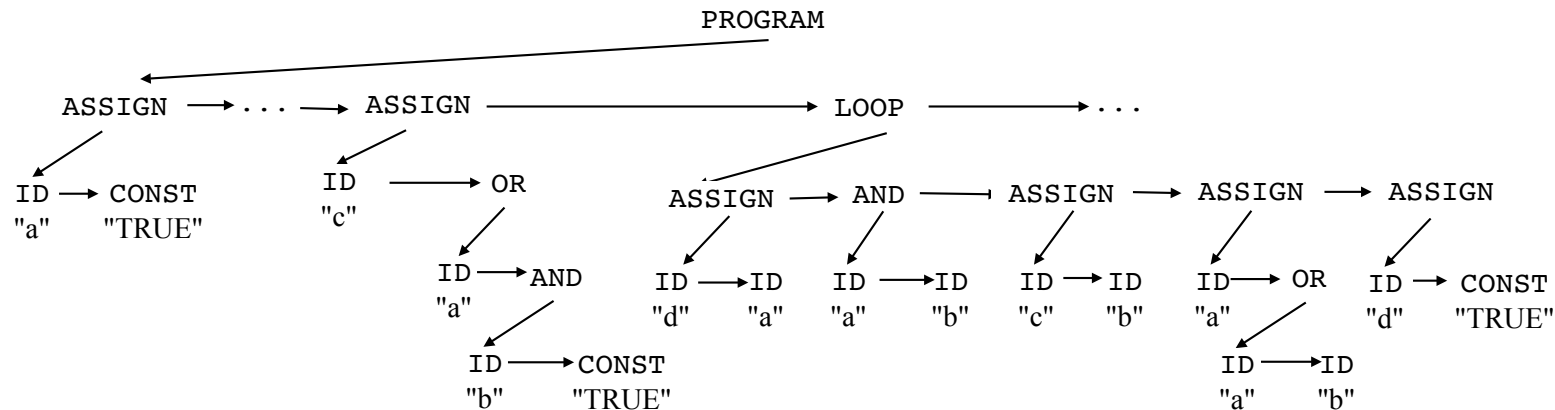 PROGRAM
ASSIGN ... ASSIGN LOOP ...
ID CONST ID OR ASSIGN AND ASSIGN ASSIGN ASSIGN
"a" "TRUE" "c"
ID AND ID ID ID ID ID ID ID OR ID CONST
"a" "d" "a" "a" "b" "c" "b" "a" "d" "TRUE"
ID CONST ID ID
"b" "TRUE" "a" "b"